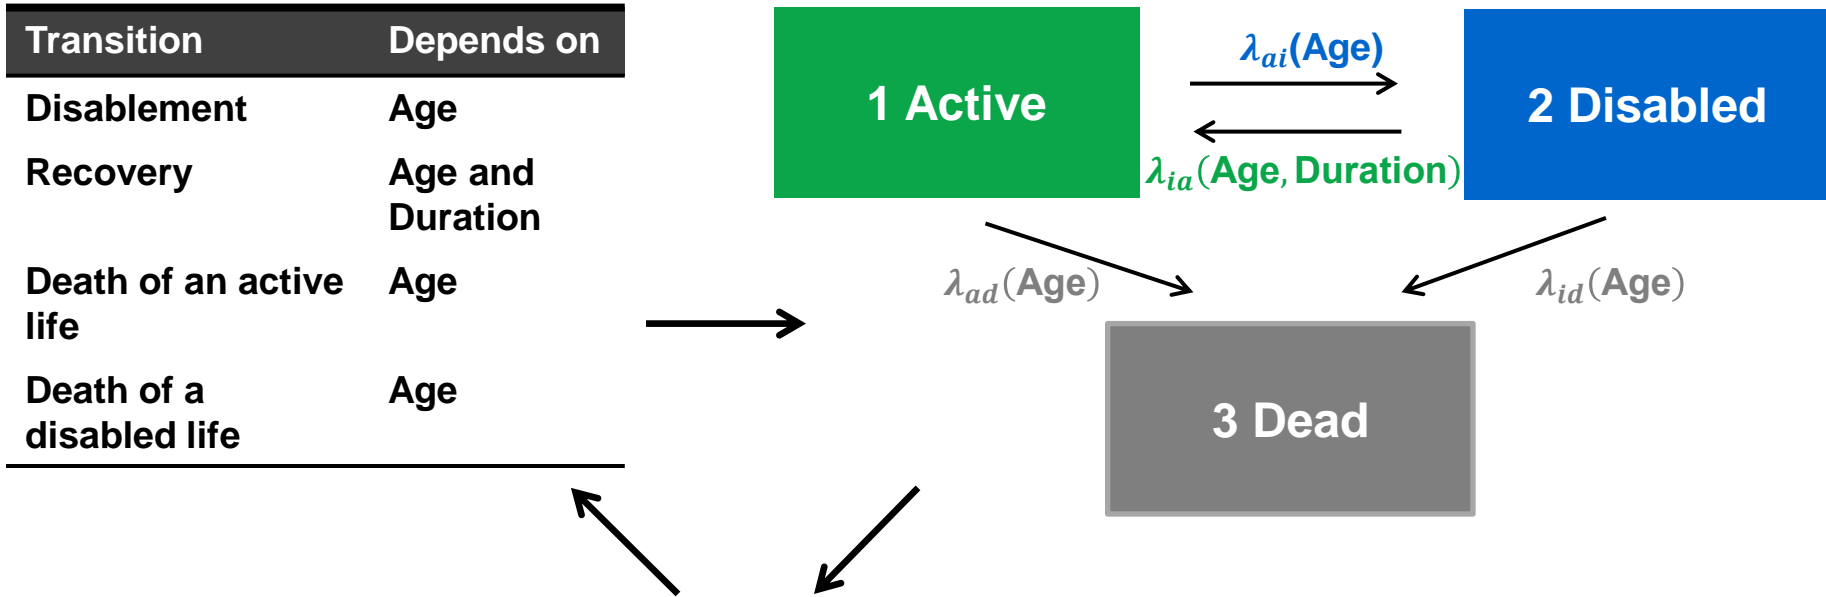 Transition Depends on
Disablement Age
Recovery Age and
Duration
Death of an active Age
life
Death of a Age
disabled life
1 Active
λai(Age)
λia(Age, Duration)
2 Disabled
λad(Age)
λid(Age)
3 Dead